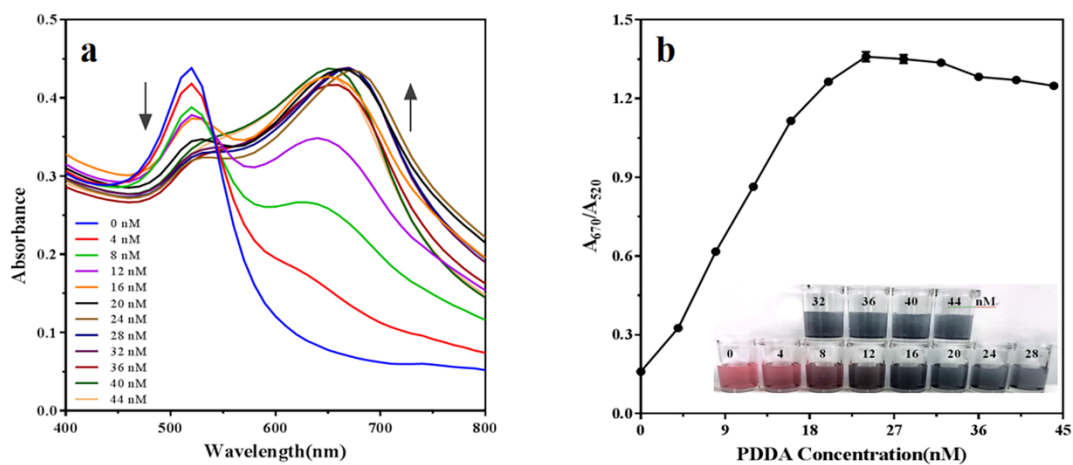 a
0.5
0.4
0.3
0.2
0.1
0.0
Absorbance
0 nM
4 nM
8 nM
12 nM
16 nM
20 nM
24 nM
28 nM
32 nM
36 nM
40 nM
44 nM
400 500 600 700 800
Wavelength(nm)
b
1.5
1.2
0.9
0.6
0.3
0.0
A670/A520
32 36 40 44 nM
0 4 8 12 16 20 24 28
0 9 18 27 36 45
PDDA Concentration(nM)